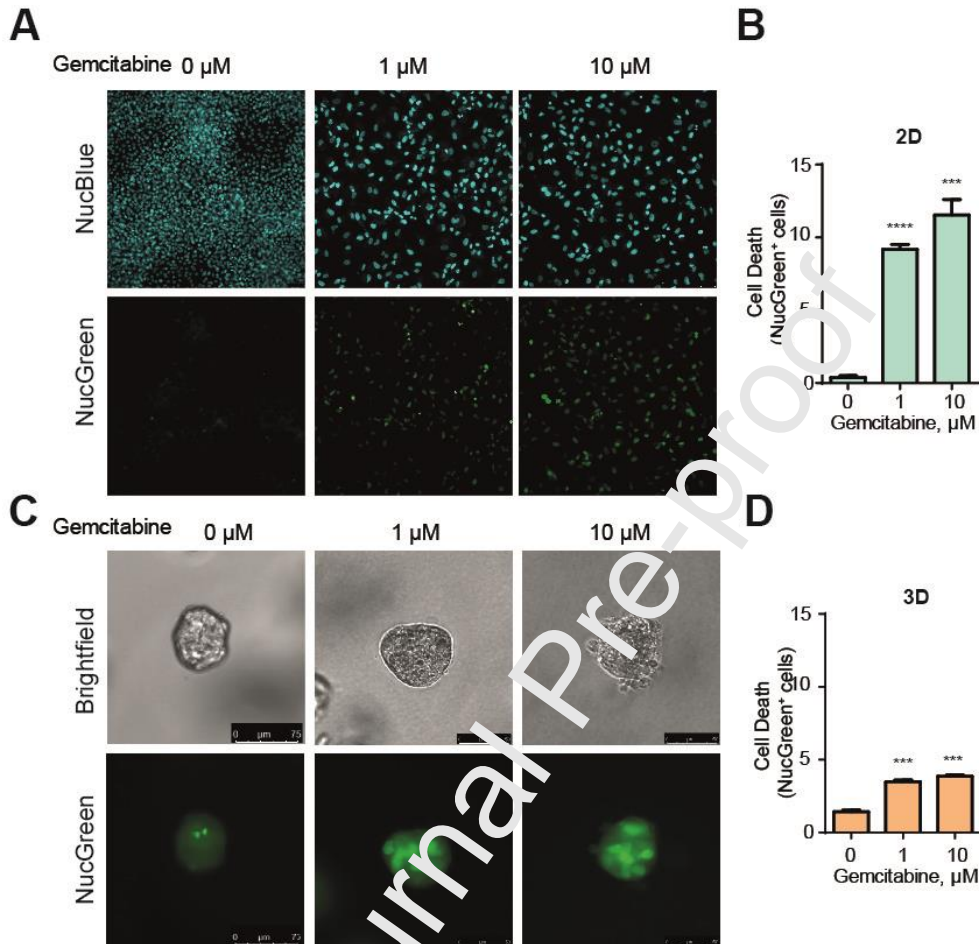 A
Gemcitabine 0 µM 1 µM 10 µM
NucBlue
NucGreen
B
2D
Cell Death
(NucGreen⁺ cells)
15
10
5
0
0 1 10
**** ***
Gemcitabine, µM
C
Gemcitabine 0 µM 1 µM 10 µM
Brightfield
0 µm 75
NucGreen
0 µm 75
D
3D
Cell Death
(NucGreen⁺ cells)
15
10
5
0
*** ***
0 1 10
Gemcitabine, µM
urnal Pre-proof